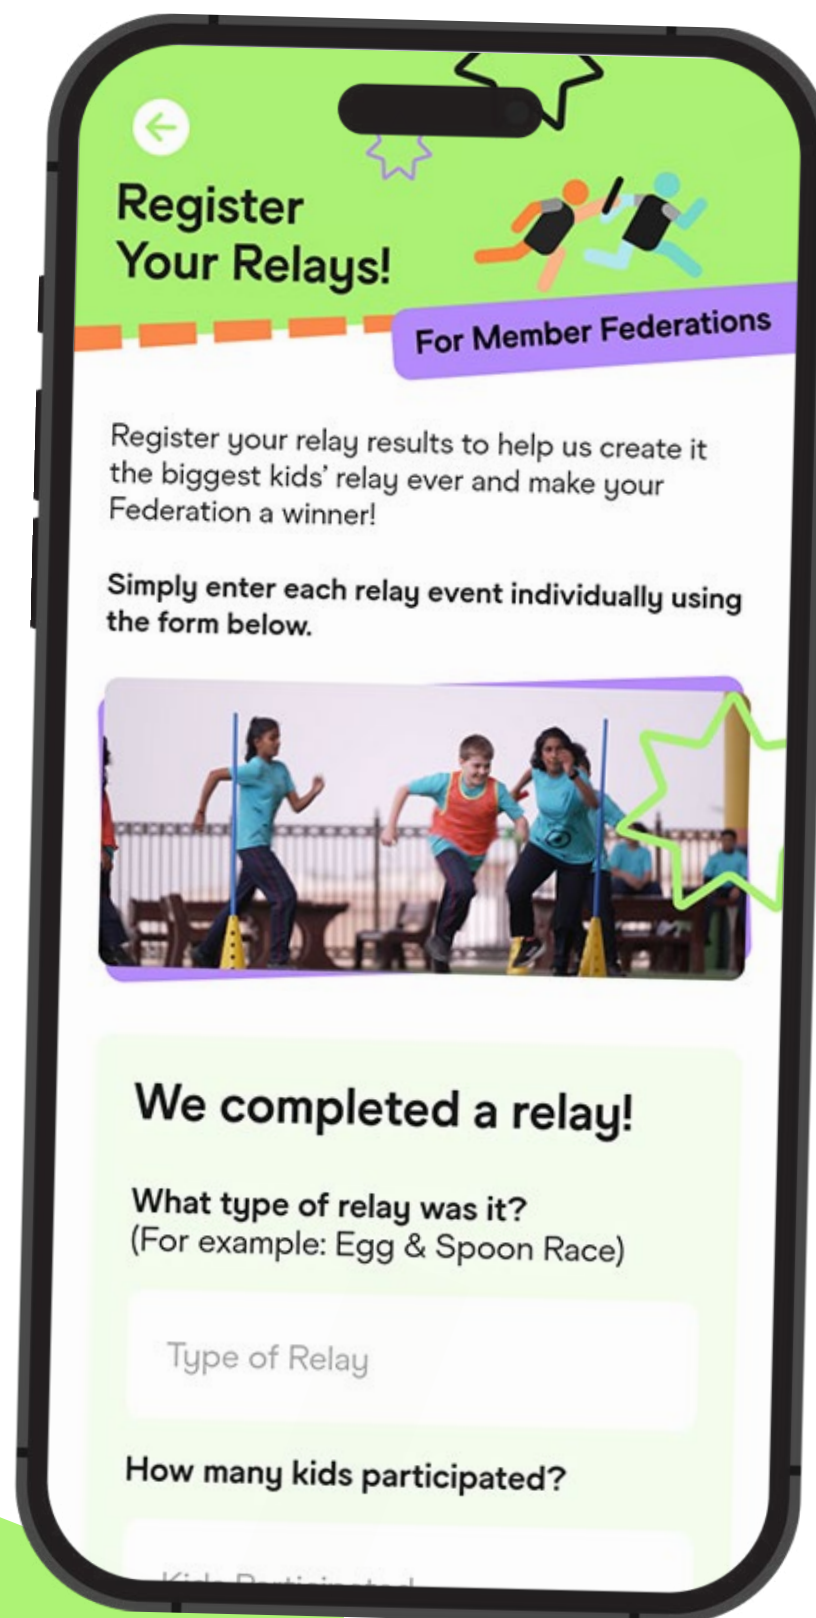 Register
Your Relays!
For Member Federations
Register your relay results to help us create it
the biggest kids' relay ever and make your
Federation a winner!
Simply enter each relay event individually using
the form below.
We completed a relay!
What type of relay was it?
(For example: Egg & Spoon Race)
Type of Relay
How many kids participated?
Kids Participated